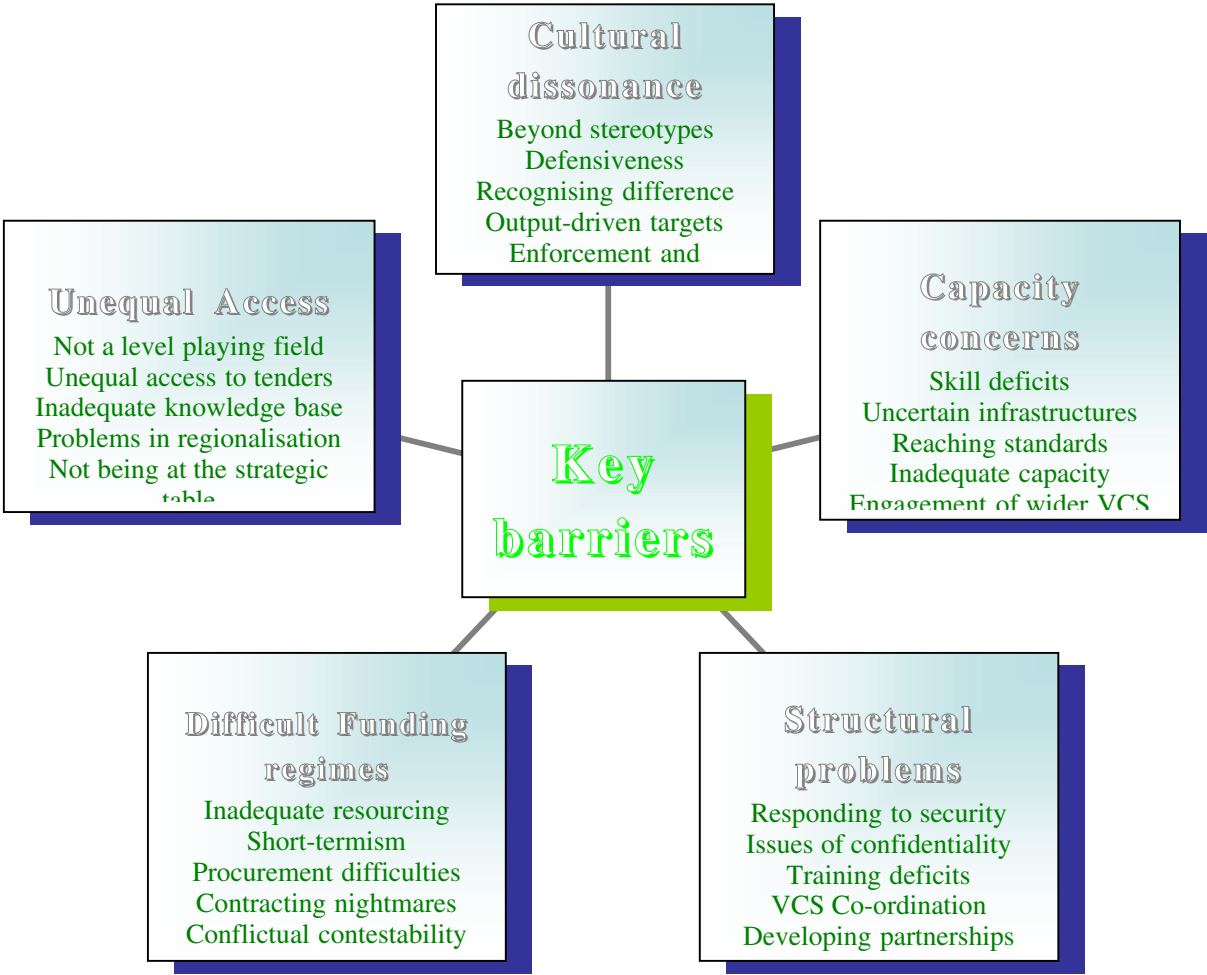 Cultural
dissonance
Beyond stereotypes
Defensiveness
Recognising difference
Output-driven targets
Enforcement and
Unequal Access
Not a level playing field
Unequal access to tenders
Inadequate knowledge base
Problems in regionalisation
Not being at the strategic
table
Capacity
concerns
Skill deficits
Uncertain infrastructures
Reaching standards
Inadequate capacity
Engagement of wider VCS
Key
barriers
Difficult Funding
regimes
Inadequate resourcing
Short-termism
Procurement difficulties
Contracting nightmares
Conflictual contestability
Structural
problems
Responding to security
Issues of confidentiality
Training deficits
VCS Co-ordination
Developing partnerships